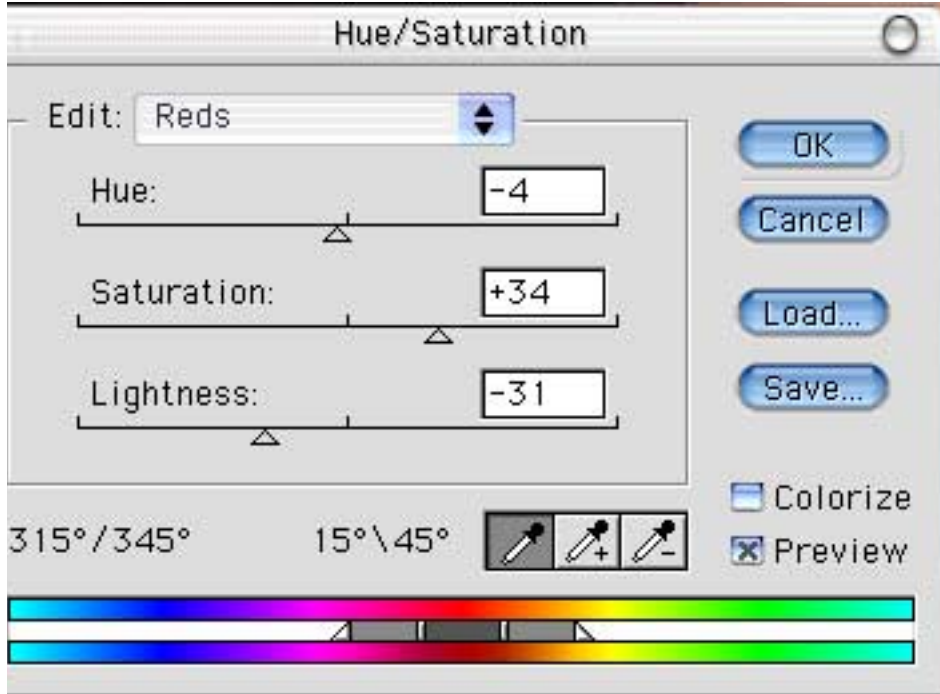 Hue/Saturation
Edit: Reds
OK
Hue: -4
Cancel
Saturation: +34
Load...
Lightness: -31
Save...
Colorize
315°/345° 15°\45°
Preview